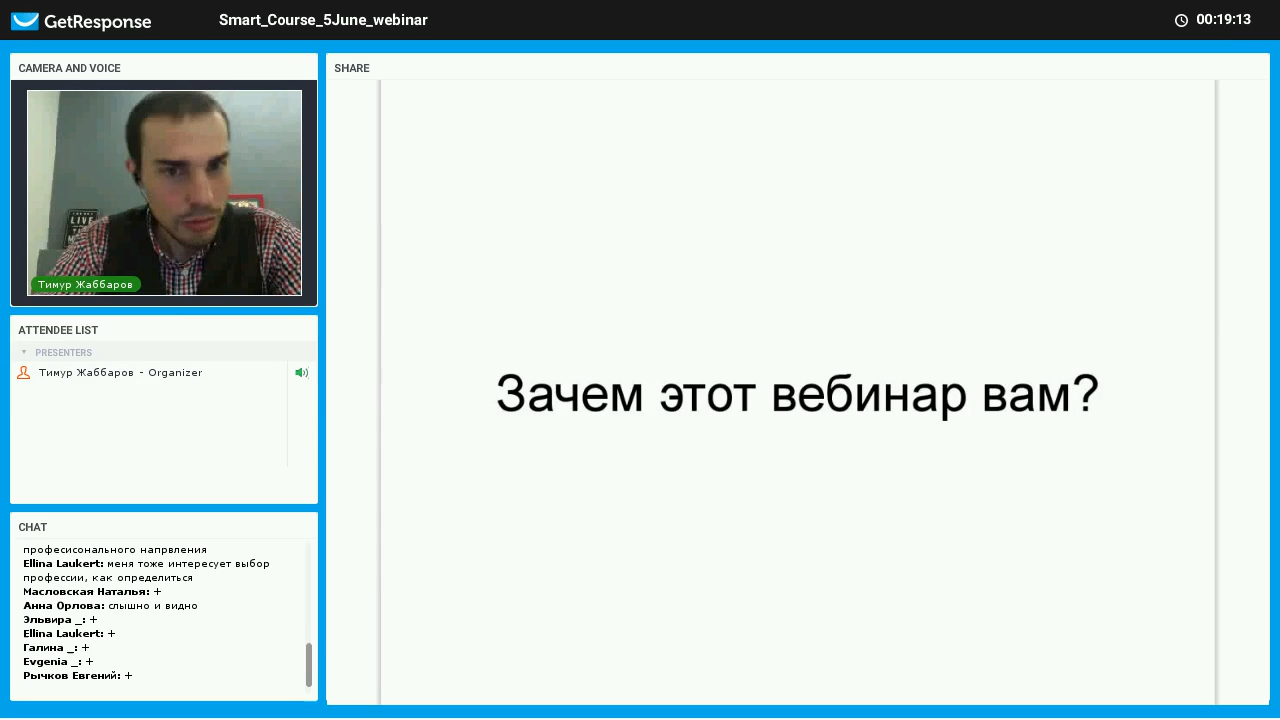 GetResponse
Smart_Course_5June_webinar
00:19:13
CAMERA AND VOICE
LIVE
Тимур Жаббаров
ATTENDEE LIST
PRESENTERS
Тимур Жаббаров - Organizer
CHAT
професисонального напрвления
Ellina Laukert: меня тоже интересует выбор
профессии, как определиться
Масловская Наталья: +
Анна Орлова: слышно и видно
Эльвира _: +
Ellina Laukert: +
Галина _: +
Evgenia _: +
Рычков Евгений: +
SHARE
Зачем этот вебинар вам?